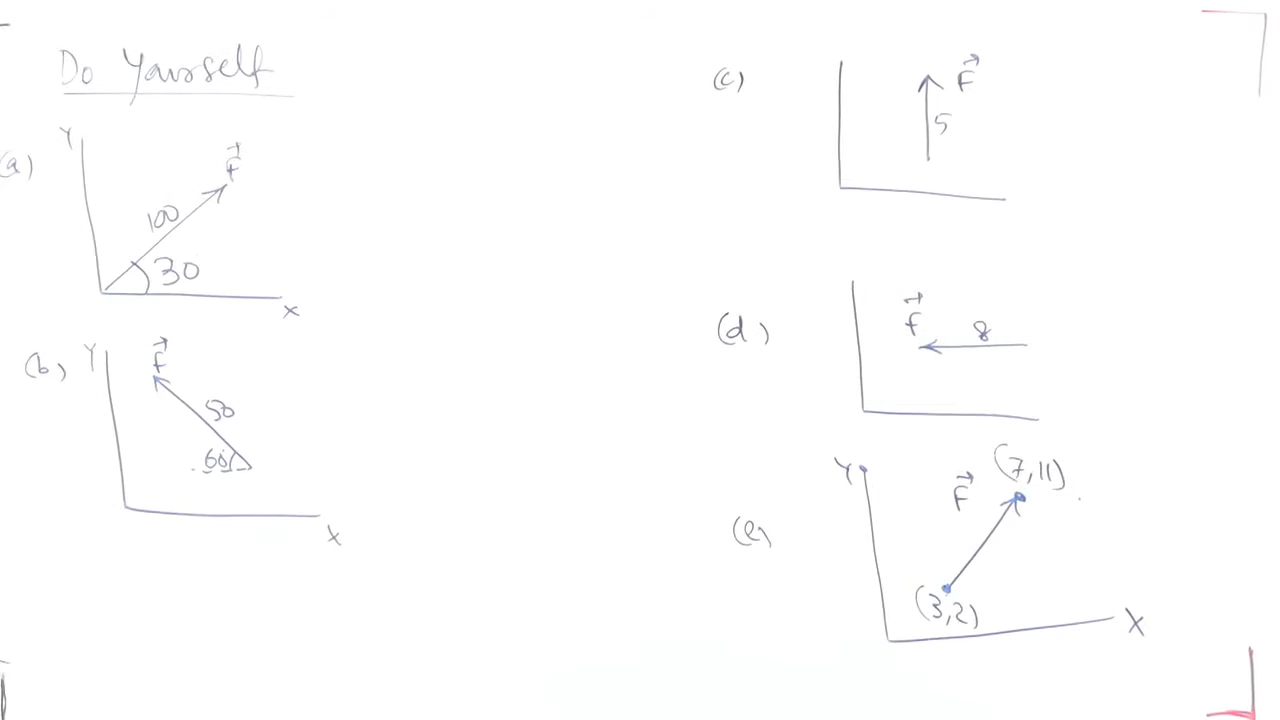 Do Yourself
(a)
Y
F
100
30
X
(b)
Y
F
50
60
X
(c)
F
5
(d)
F
8
(e)
Y
F
(7,11)
(3,2)
X